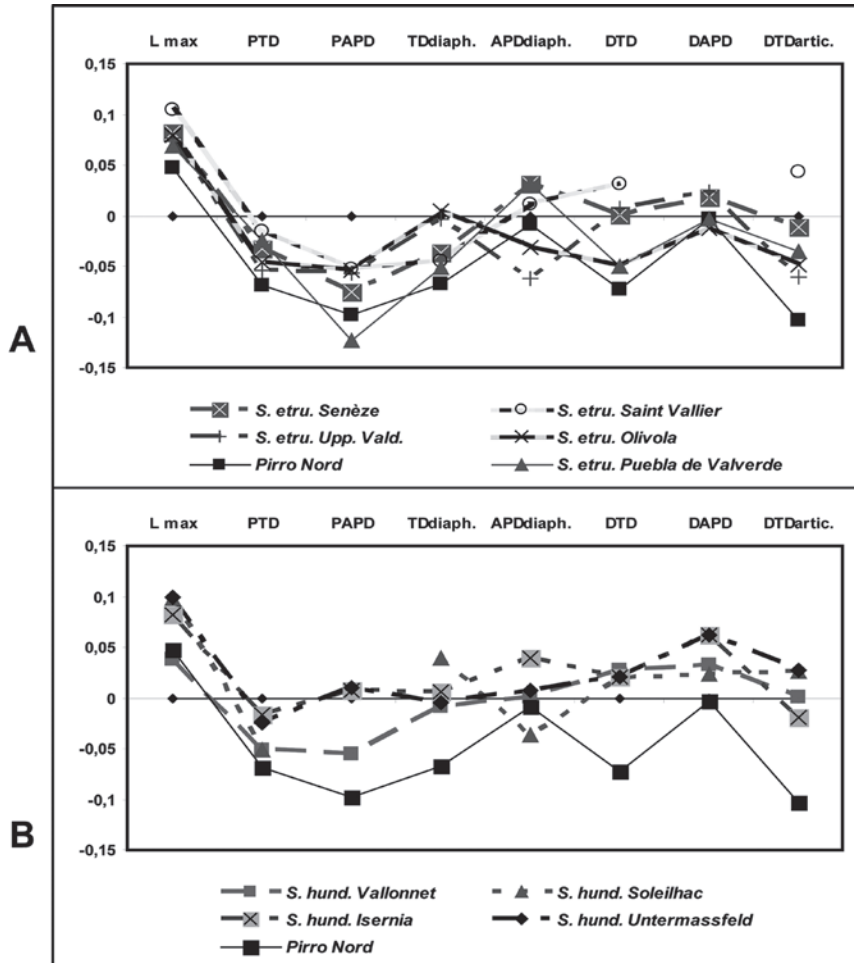 A
L max PTD PAPD TDdiaph. APDdiaph. DTD DAPD DTDartic.
0,15
0,1
0,05
0
-0,05
-0,1
-0,15
S. etru. Senèze S. etru. Saint Vallier
S. etru. Upp. Vald. S. etru. Olivola
Pirro Nord S. etru. Puebla de Valverde
B
L max PTD PAPD TDdiaph. APDdiaph. DTD DAPD DTDartic.
0,15
0,1
0,05
0
-0,05
-0,1
-0,15
S. hund. Vallonnet S. hund. Soleilhac
S. hund. Isernia S. hund. Untermassfeld
Pirro Nord